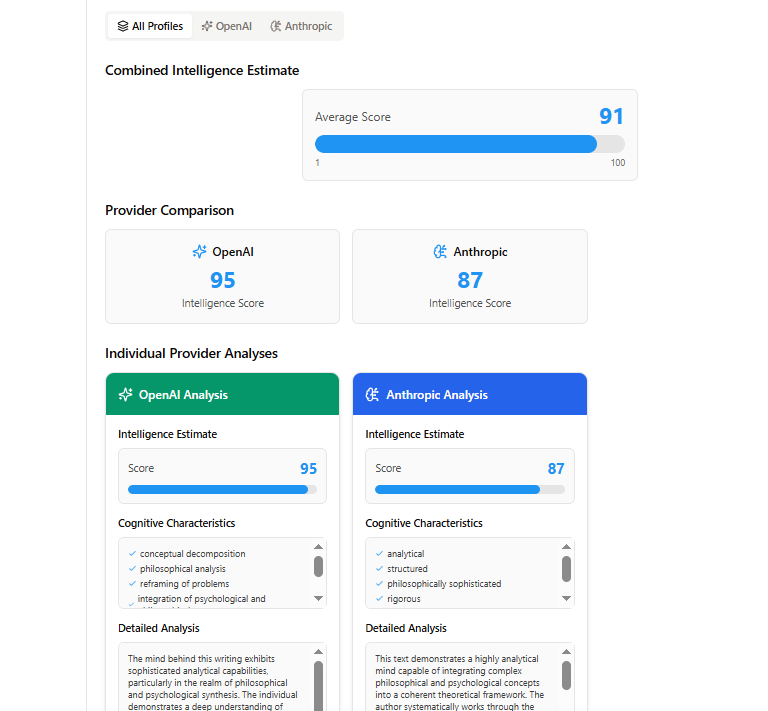 All Profiles OpenAI Anthropic
Combined Intelligence Estimate
Average Score 91
1 100
Provider Comparison
OpenAI
95
Intelligence Score
Anthropic
87
Intelligence Score
Individual Provider Analyses
OpenAI Analysis
Intelligence Estimate
Score 95
Cognitive Characteristics
conceptual decomposition
philosophical analysis
reframing of problems
integration of psychological and
Detailed Analysis
The mind behind this writing exhibits
sophisticated analytical capabilities,
particularly in the realm of philosophical
and psychological synthesis. The individual
demonstrates a deep understanding of
Anthropic Analysis
Intelligence Estimate
Score 87
Cognitive Characteristics
analytical
structured
philosophically sophisticated
rigorous
Detailed Analysis
This text demonstrates a highly analytical
mind capable of integrating complex
philosophical and psychological concepts
into a coherent theoretical framework. The
author systematically works through the